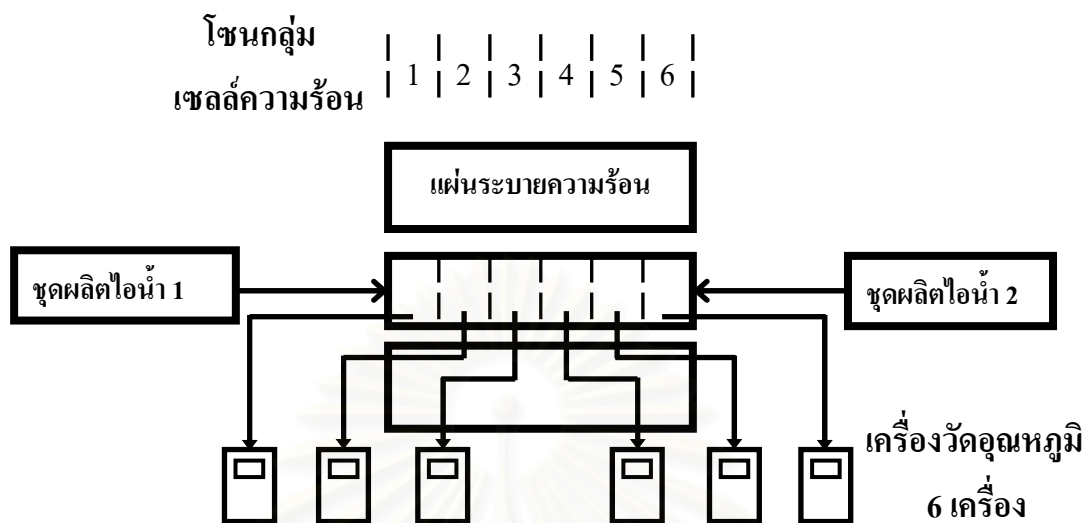 โซนกลุ่ม
เซลล์ความร้อน
1 2 3 4 5 6
แผ่นระบายความร้อน
ชุดผลิตไอน้ำ 1
ชุดผลิตไอน้ำ 2
เครื่องวัดอุณหภูมิ
6 เครื่อง